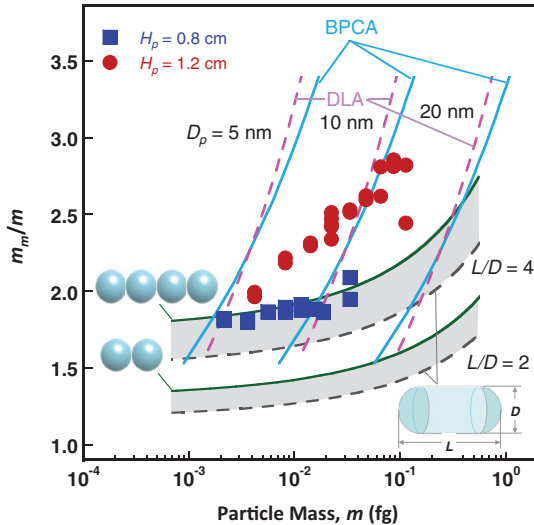 H_p = 0.8 cm
H_p = 1.2 cm
BPCA
DLA
D_p = 5 nm
10 nm
20 nm
3.5
3.0
2.5
2.0
1.5
1.0
m_m/m
L/D = 4
L/D = 2
D
L
10⁻⁴
10⁻³
10⁻²
10⁻¹
10⁰
Particle Mass, m (fg)